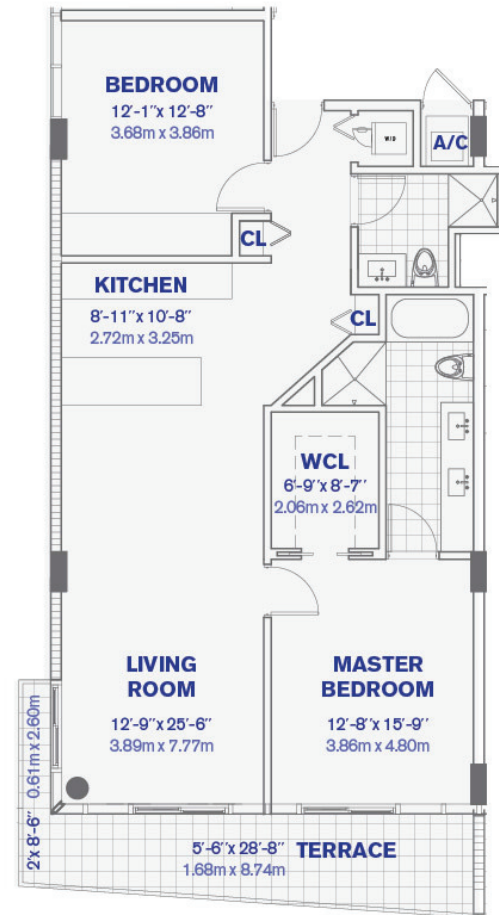 BEDROOM
12'-1"x 12'-8"
3.68m x 3.86m
W/D
A/C
CL
KITCHEN
8'-11"x 10'-8"
2.72m x 3.25m
CL
WCL
6'-9"x 8'-7"
2.06m x 2.62m
LIVING
ROOM
12'-9"x 25'-6"
3.89m x 7.77m
MASTER
BEDROOM
12'-8"x 15'-9"
3.86m x 4.80m
2'x 8'-6" 0.61m x 2.60m
5'-6"x 28'-8" TERRACE
1.68m x 8.74m